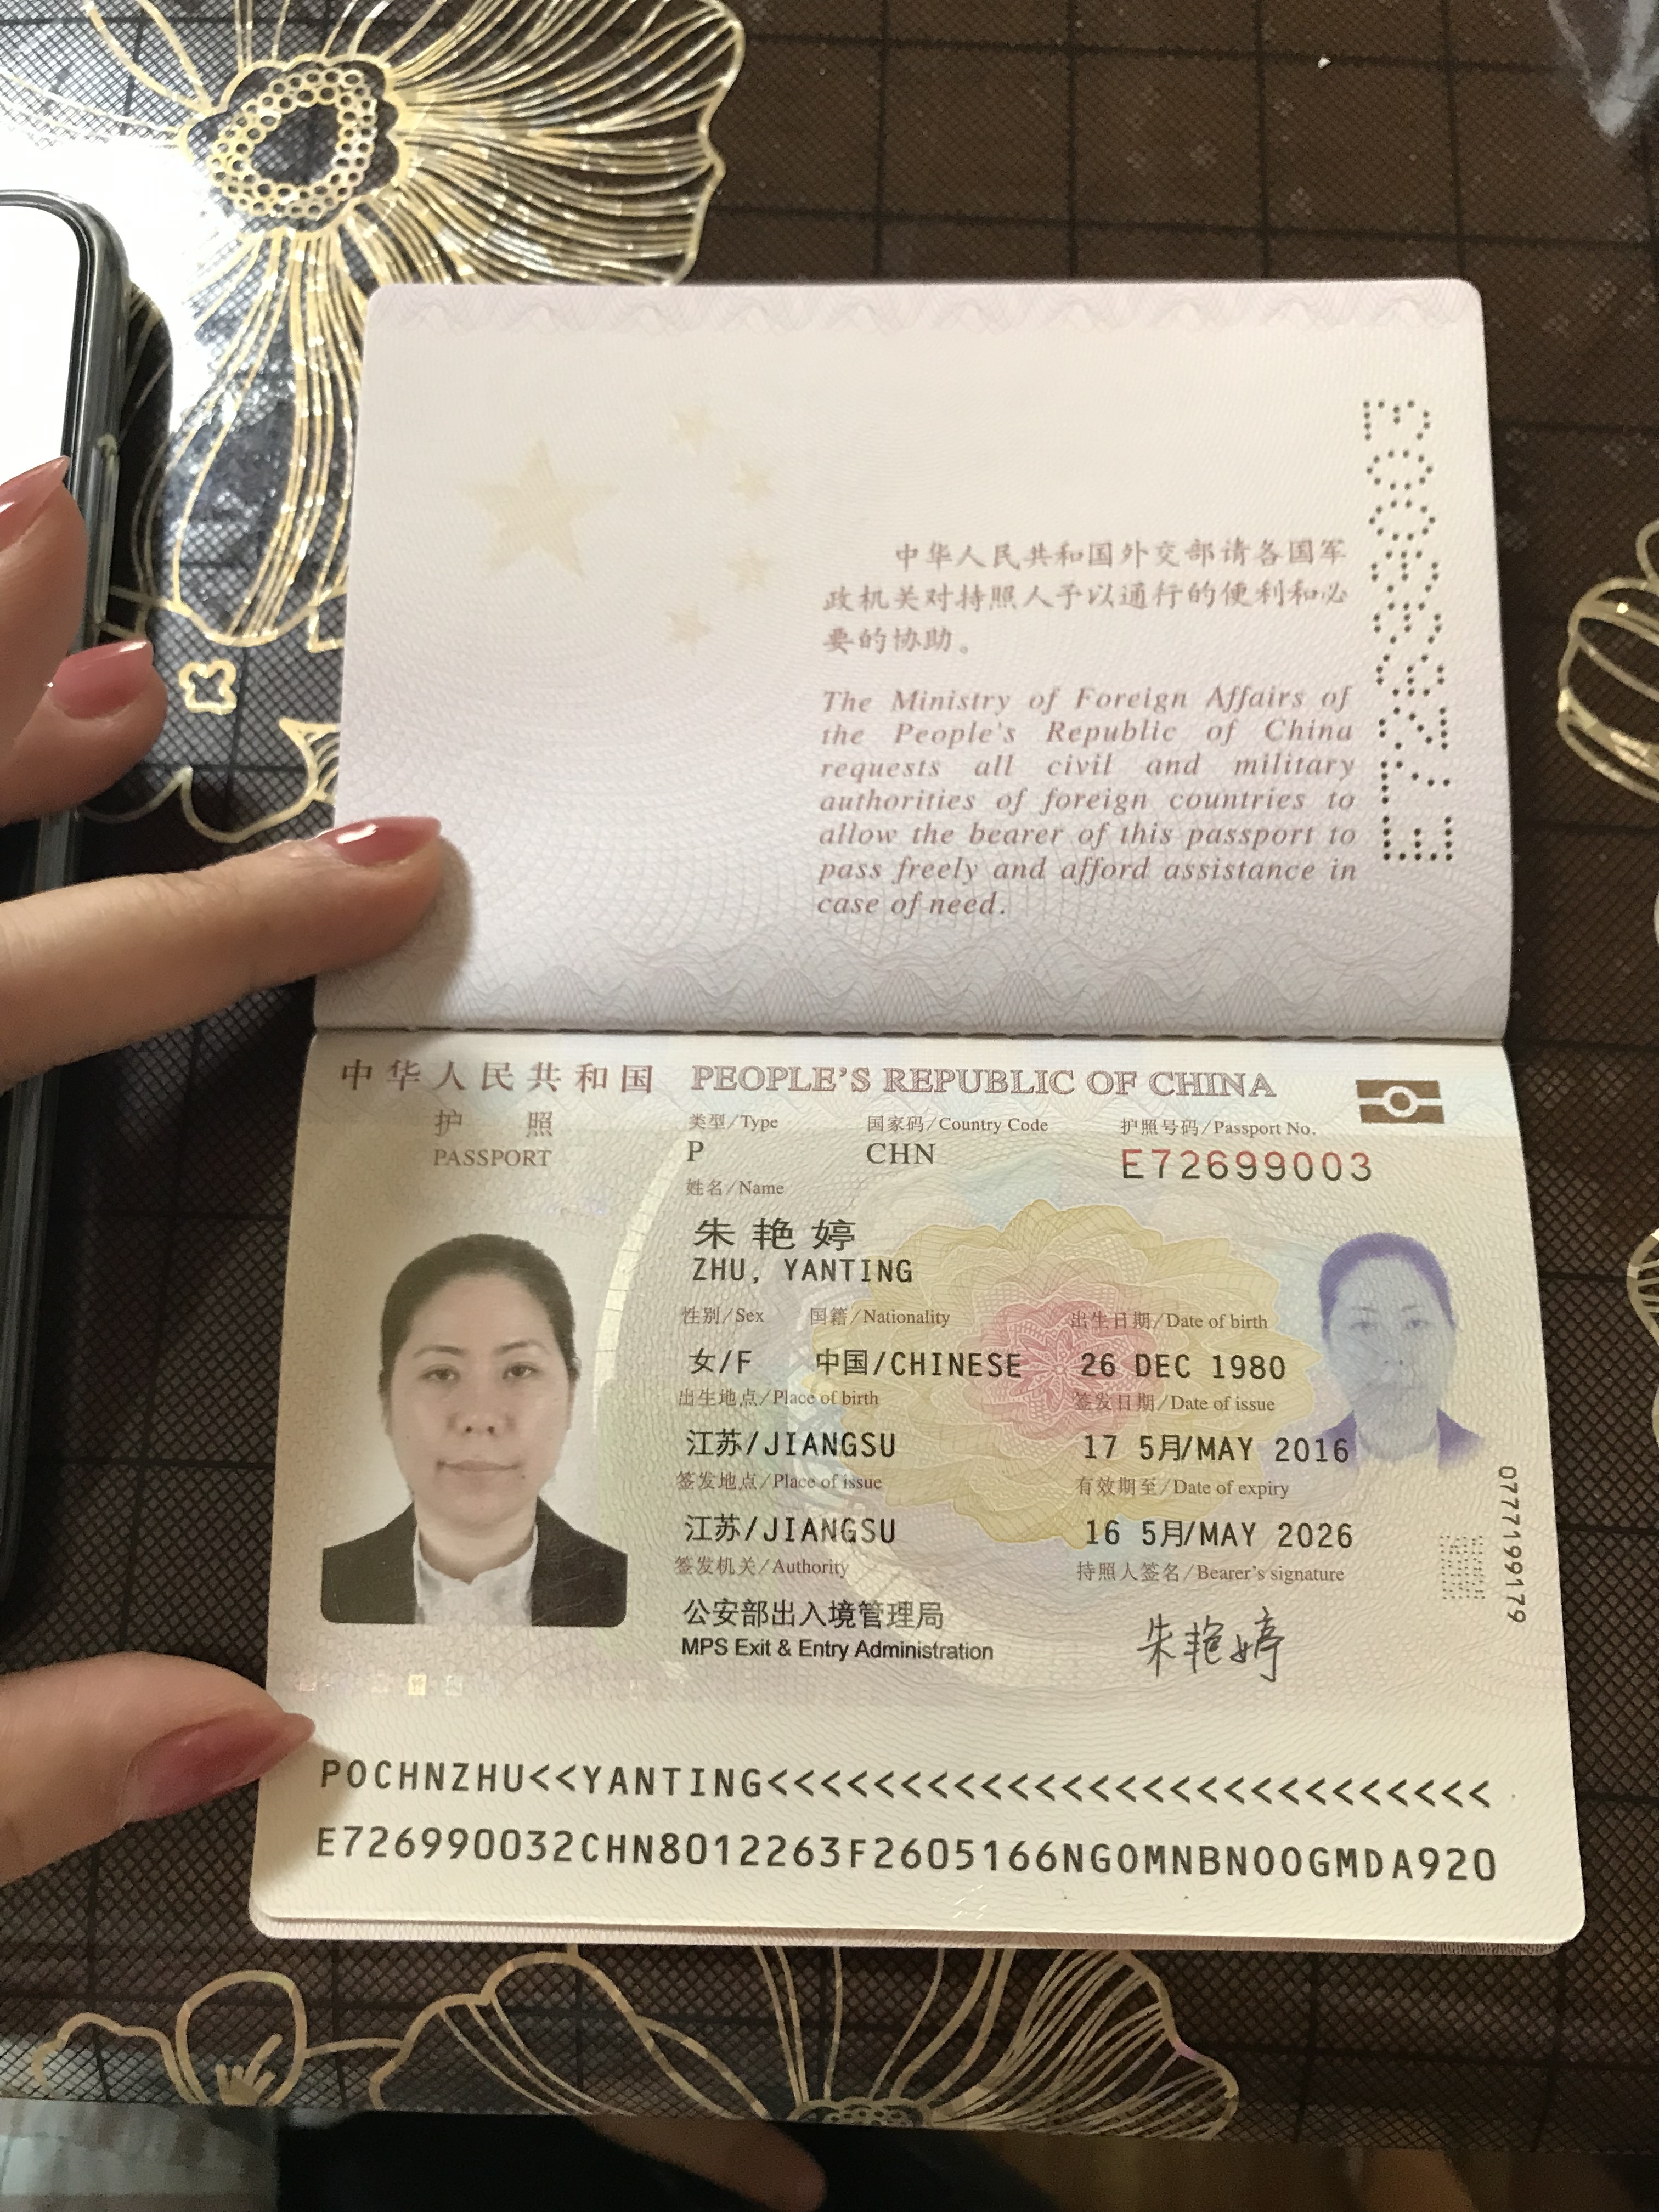 中华人民共和国外交部请各国军
政机关对持照人予以通行的便利和必
要的协助。
The Ministry of Foreign Affairs of
the People's Republic of China
requests all civil and military
authorities of foreign countries to
allow the bearer of this passport to
pass freely and afford assistance in
case of need.
E72699003
中华人民共和国 PEOPLE'S REPUBLIC OF CHINA
护照 类型/Type 国家码/Country Code 护照号码/Passport No.
PASSPORT P CHN E72699003
姓名/Name
朱艳婷
ZHU, YANTING
性别/Sex 国籍/Nationality 出生日期/Date of birth
女/F 中国/CHINESE 26 DEC 1980
出生地点/Place of birth 签发日期/Date of issue
江苏/JIANGSU 17 5月/MAY 2016
签发地点/Place of issue 有效期至/Date of expiry
江苏/JIANGSU 16 5月/MAY 2026
签发机关/Authority 持照人签名/Bearer's signature
公安部出入境管理局 朱艳婷
MPS Exit & Entry Administration
0777199179
POCHNZHU<<YANTING<<<<<<<<<<<<<<<<<<<<<<<<<<<
E726990032CHN8012263F2605166NGOMNBNOOGMDA920